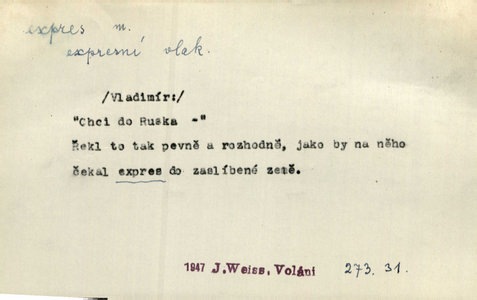 expres m.
expresní vlak.
/Vladimír:/
"Chci do Ruska -"
Řekl to tak pevně a rozhodně, jako by na něho
čekal expres do zaslíbené země.
1947 J. Weiss, Volání 273. 31.